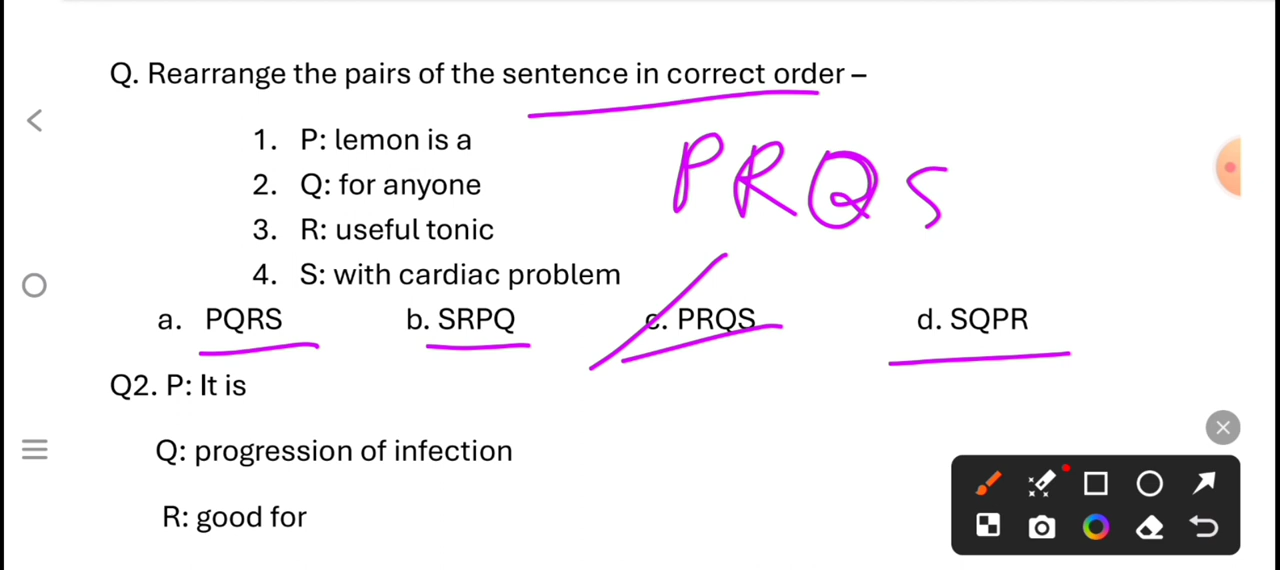 Q. Rearrange the pairs of the sentence in correct order –
1. P: lemon is a
2. Q: for anyone
3. R: useful tonic
4. S: with cardiac problem
PRQS
a. PQRS b. SRPQ c. PRQS d. SQPR
Q2. P: It is
Q: progression of infection
R: good for